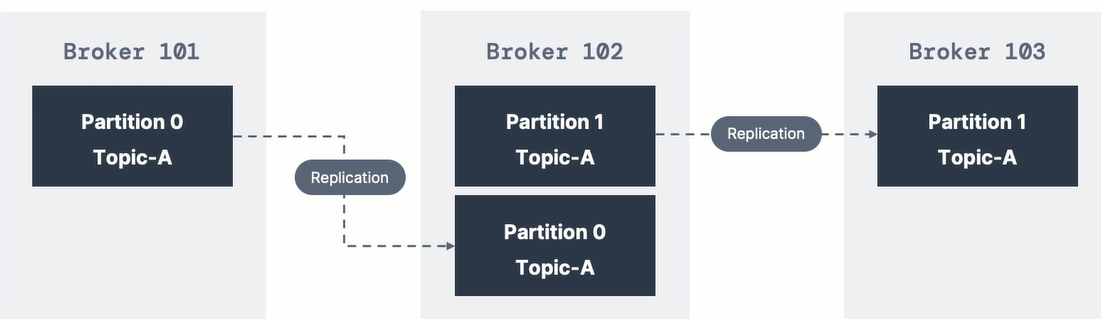 Broker 101
Partition 0
Topic-A
Replication
Broker 102
Partition 1
Topic-A
Partition 0
Topic-A
Replication
Broker 103
Partition 1
Topic-A